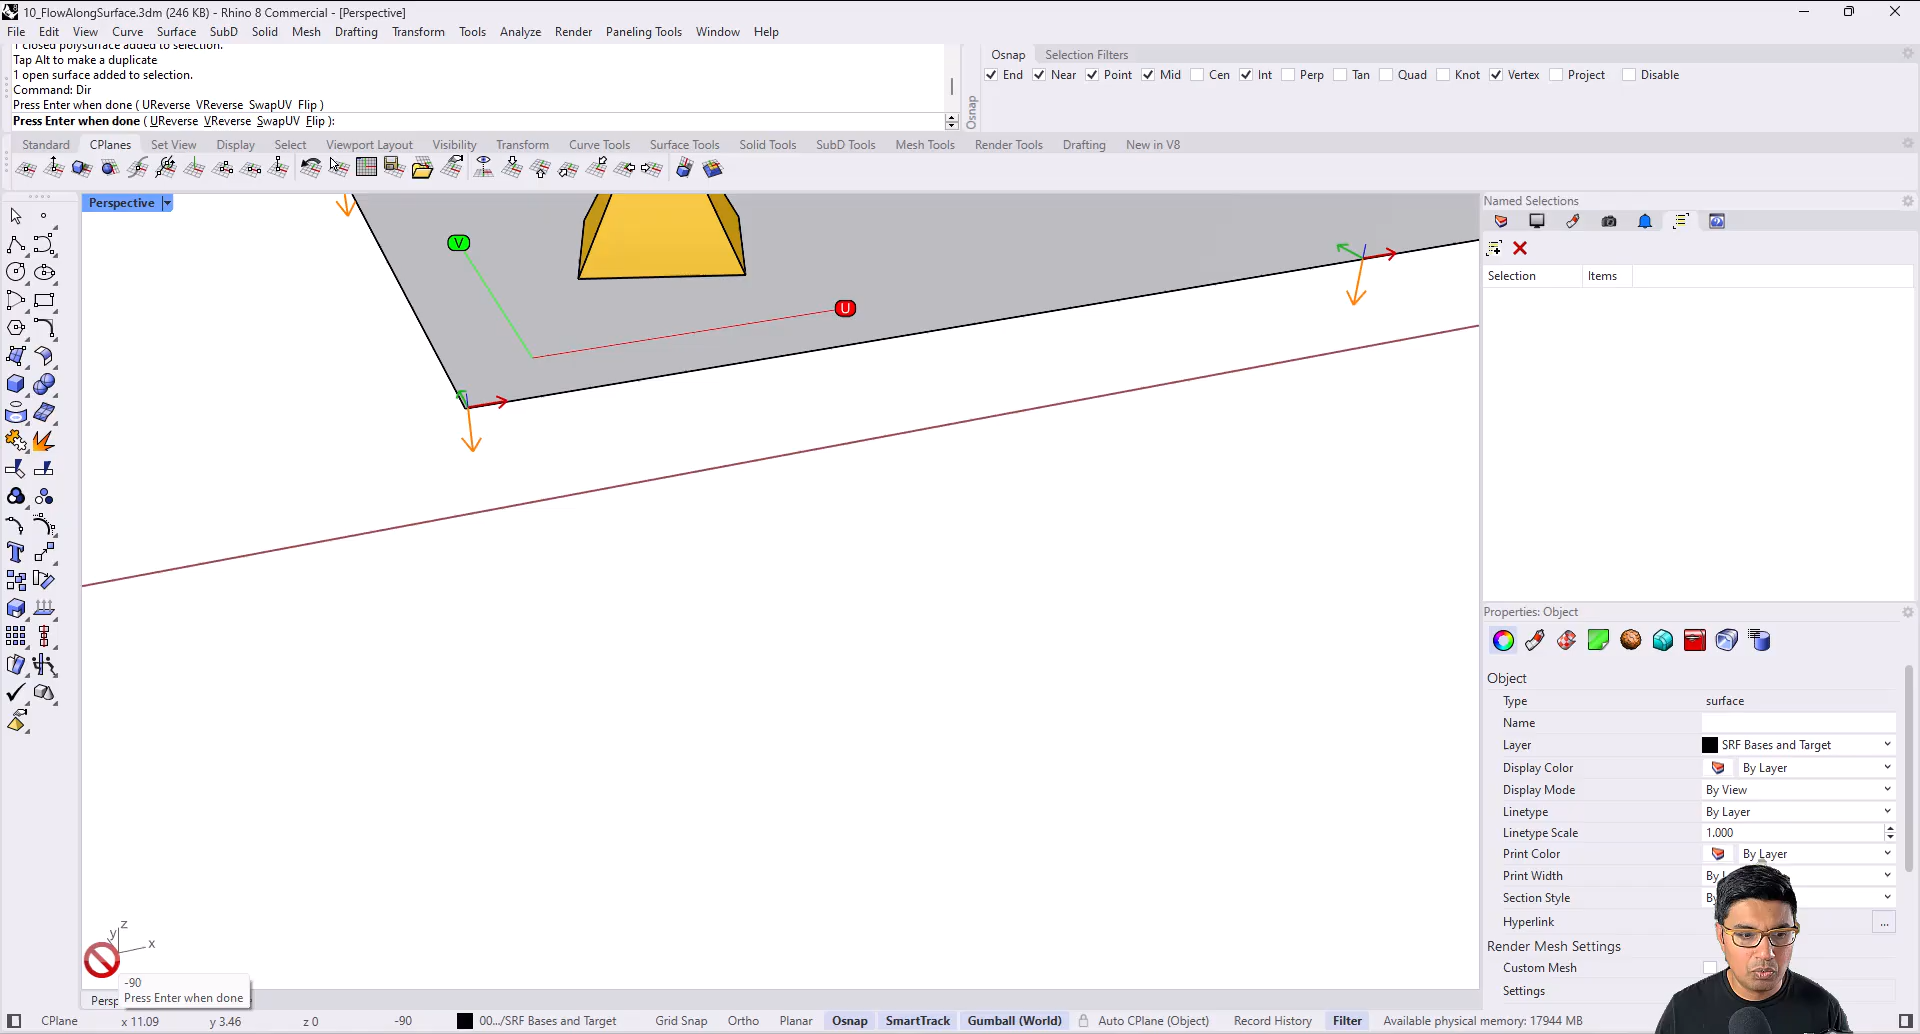 10_FlowAlongSurface.3dm (246 KB) - Rhino 8 Commercial - [Perspective]
File Edit View Curve Surface SubD Solid Mesh Drafting Transform Tools Analyze Render Paneling Tools Window Help
1 closed polysurface added to selection.
Tap Alt to make a duplicate
1 open surface added to selection.
Command: Dir
Press Enter when done ( UReverse VReverse SwapUV Flip )
Press Enter when done ( UReverse VReverse SwapUV Flip ):
Osnap Selection Filters
End Near Point Mid Cen Int Perp Tan Quad Knot Vertex Project Disable
Osnap
Standard CPlanes Set View Display Select Viewport Layout Visibility Transform Curve Tools Surface Tools Solid Tools SubD Tools Mesh Tools Render Tools Drafting New in V8
Perspective
V
U
z
y
x
-90
Press Enter when done
Persp
Named Selections
Selection Items
Properties: Object
Object
Type surface
Name
Layer SRF Bases and Target
Display Color By Layer
Display Mode By View
Linetype By Layer
Linetype Scale 1.000
Print Color By Layer
Print Width
Section Style
Hyperlink ...
Render Mesh Settings
Custom Mesh
Settings
CPlane x 11.09 y 3.46 z 0 -90 00.../SRF Bases and Target Grid Snap Ortho Planar Osnap SmartTrack Gumball (World) Auto CPlane (Object) Record History Filter Available physical memory: 17944 MB